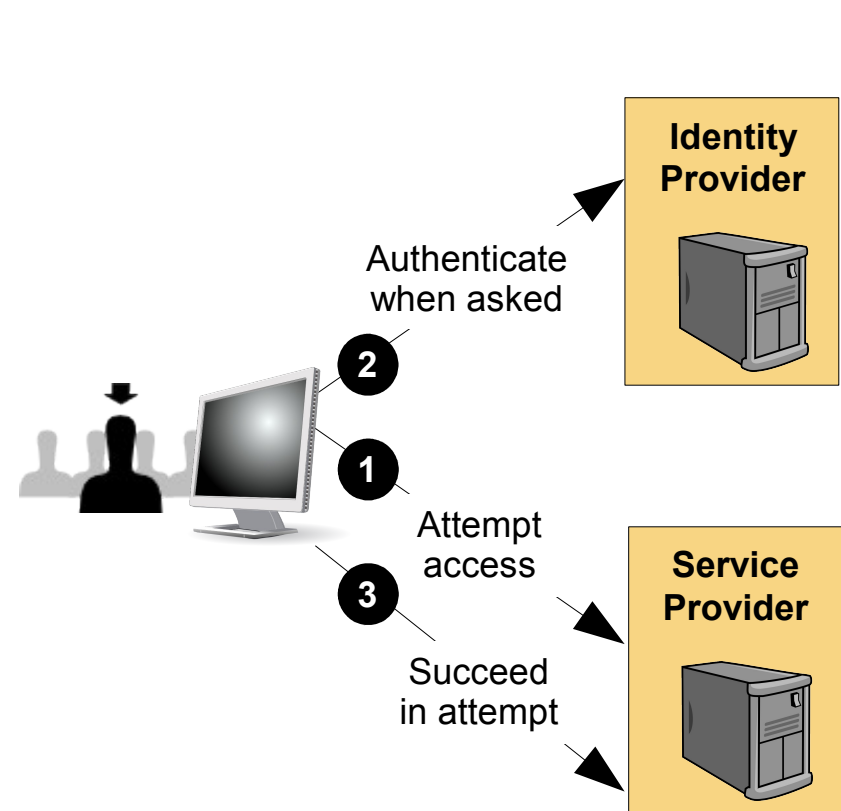 Identity
Provider
Authenticate
when asked
2
1
Attempt
access
3
Service
Provider
Succeed
in attempt